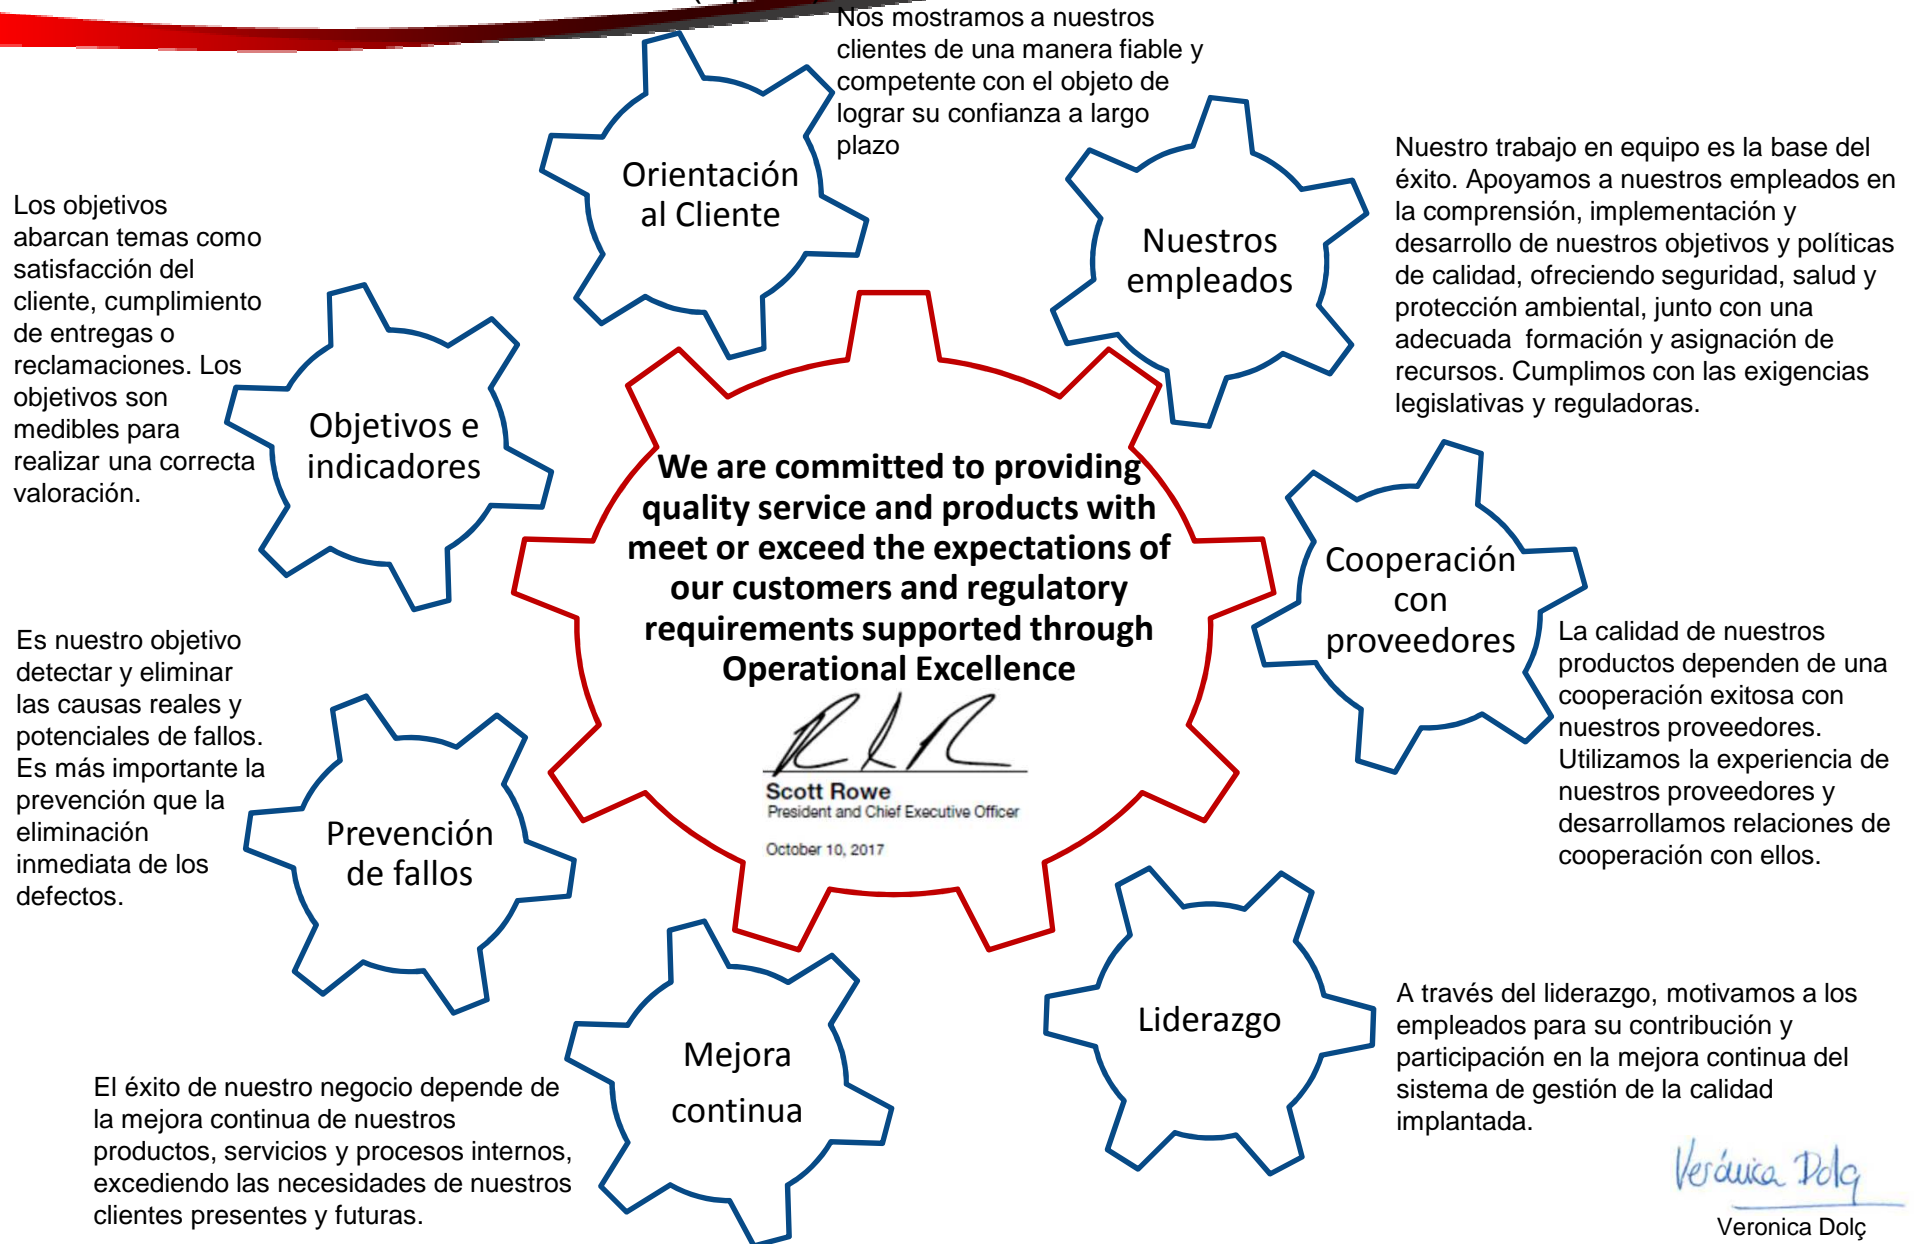 Nos mostramos a nuestros
clientes de una manera fiable y
competente con el objeto de
lograr su confianza a largo
plazo
Orientación
al Cliente
Nuestros
empleados
Nuestro trabajo en equipo es la base del
éxito. Apoyamos a nuestros empleados en
la comprensión, implementación y
desarrollo de nuestros objetivos y políticas
de calidad, ofreciendo seguridad, salud y
protección ambiental, junto con una
adecuada formación y asignación de
recursos. Cumplimos con las exigencias
legislativas y reguladoras.
Los objetivos
abarcan temas como
satisfacción del
cliente, cumplimiento
de entregas o
reclamaciones. Los
objetivos son
medibles para
realizar una correcta
valoración.
Objetivos e
indicadores
We are committed to providing
quality service and products with
meet or exceed the expectations of
our customers and regulatory
requirements supported through
Operational Excellence
Scott Rowe
President and Chief Executive Officer
October 10, 2017
Cooperación
con
proveedores
La calidad de nuestros
productos dependen de una
cooperación exitosa con
nuestros proveedores.
Utilizamos la experiencia de
nuestros proveedores y
desarrollamos relaciones de
cooperación con ellos.
Es nuestro objetivo
detectar y eliminar
las causas reales y
potenciales de fallos.
Es más importante la
prevención que la
eliminación
inmediata de los
defectos.
Prevención
de fallos
Mejora
continua
El éxito de nuestro negocio depende de
la mejora continua de nuestros
productos, servicios y procesos internos,
excediendo las necesidades de nuestros
clientes presentes y futuras.
Liderazgo
A través del liderazgo, motivamos a los
empleados para su contribución y
participación en la mejora continua del
sistema de gestión de la calidad
implantada.
Verónica Dolç
Veronica Dolç